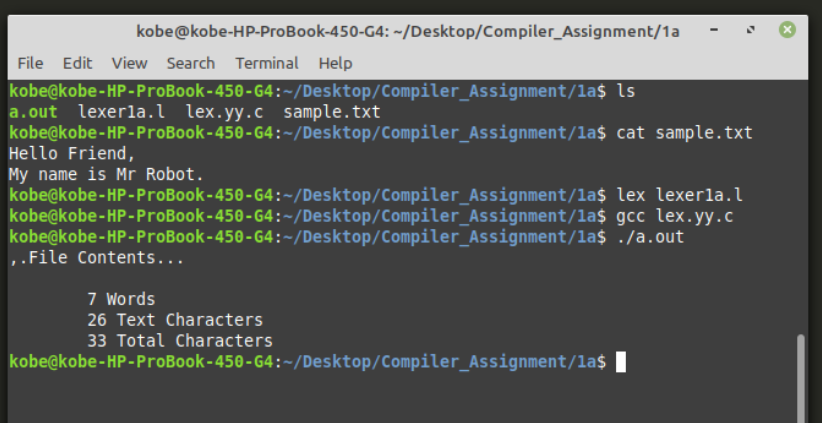 kobe@kobe-HP-ProBook-450-G4: ~/Desktop/Compiler_Assignment/1a
File Edit View Search Terminal Help
kobe@kobe-HP-ProBook-450-G4:~/Desktop/Compiler_Assignment/1a$ ls
a.out lexer1a.l lex.yy.c sample.txt
kobe@kobe-HP-ProBook-450-G4:~/Desktop/Compiler_Assignment/1a$ cat sample.txt
Hello Friend,
My name is Mr Robot.
kobe@kobe-HP-ProBook-450-G4:~/Desktop/Compiler_Assignment/1a$ lex lexer1a.l
kobe@kobe-HP-ProBook-450-G4:~/Desktop/Compiler_Assignment/1a$ gcc lex.yy.c
kobe@kobe-HP-ProBook-450-G4:~/Desktop/Compiler_Assignment/1a$ ./a.out
,.File Contents...
7 Words
26 Text Characters
33 Total Characters
kobe@kobe-HP-ProBook-450-G4:~/Desktop/Compiler_Assignment/1a$